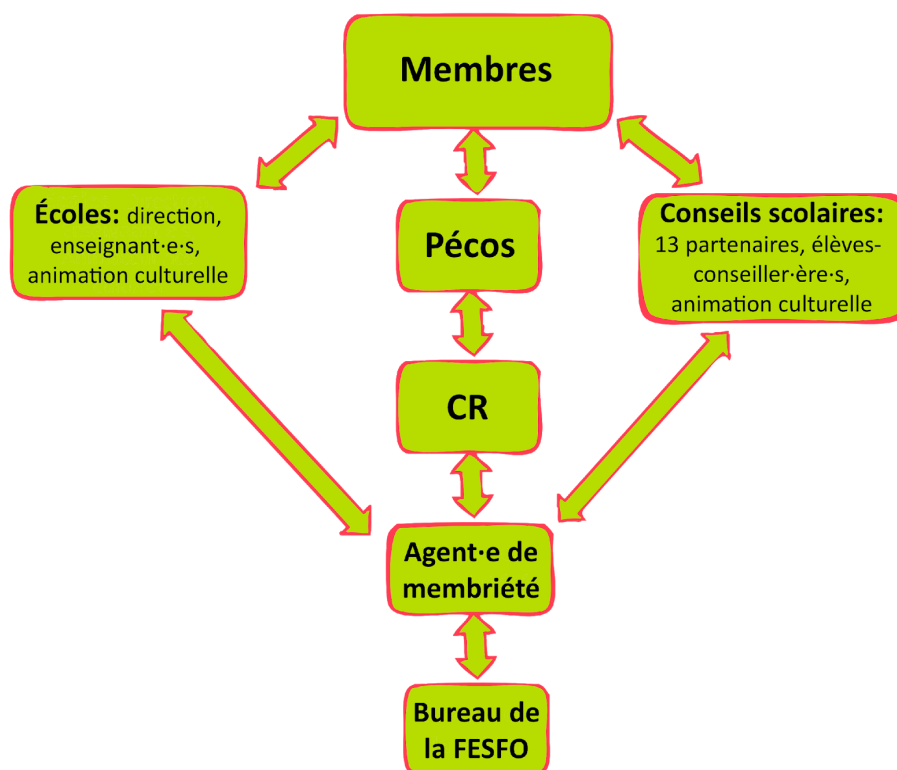 Membres
Écoles: direction,
enseignant·e·s,
animation culturelle
Pécos
Conseils scolaires:
13 partenaires, élèves-
conseiller·ère·s,
animation culturelle
CR
Agent·e de
membriété
Bureau de
la FESFO